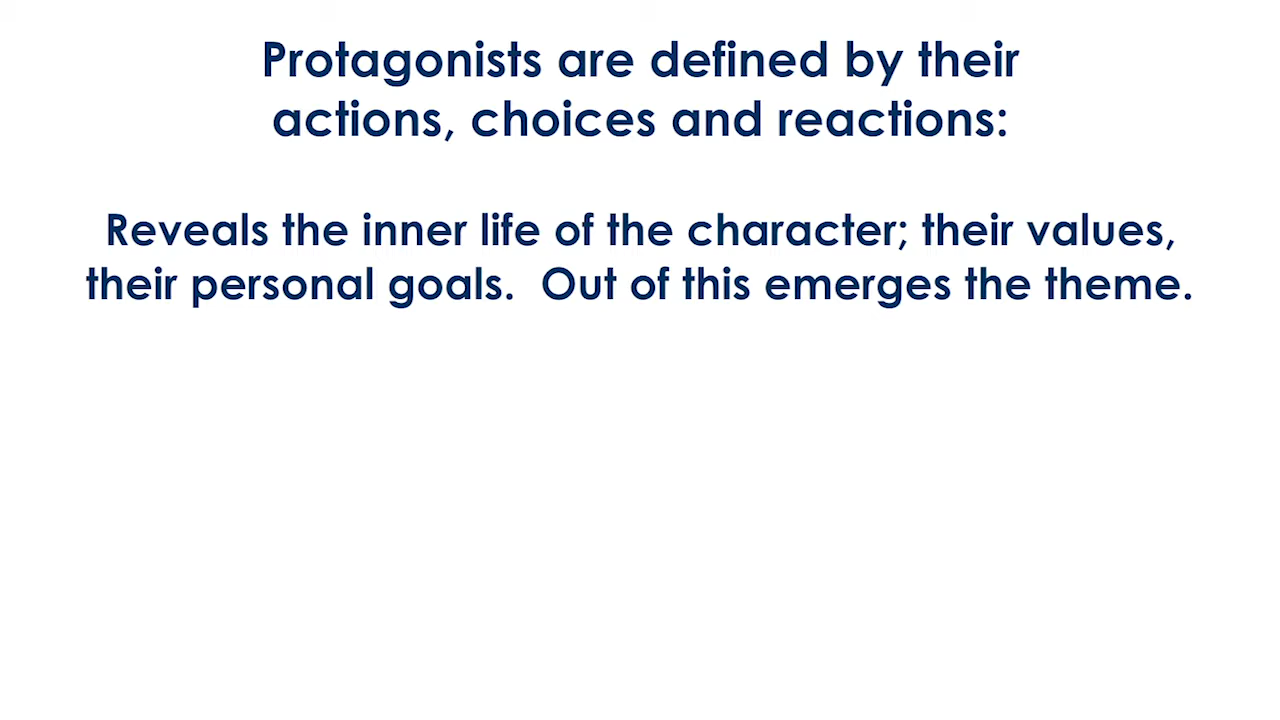 Protagonists are defined by their
actions, choices and reactions:
Reveals the inner life of the character; their values,
their personal goals.  Out of this emerges the theme.